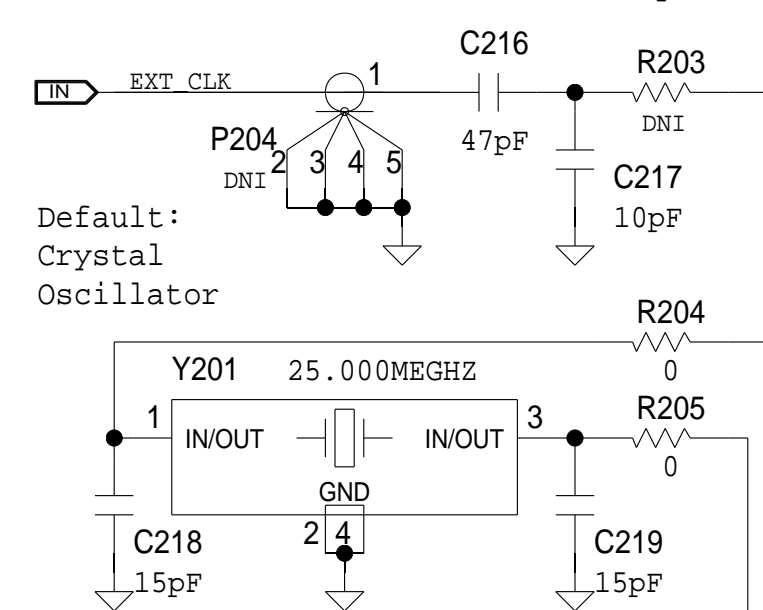 C216
R203
1
IN
EXT_CLK
DNI
P204
47pF
2 3 4 5
DNI
C217
10pF
Default:
Crystal
Oscillator
R204
Y201 25.000MEGHZ
0
R205
1
3
IN/OUT
IN/OUT
0
GND
2 4
C218
C219
15pF
15pF